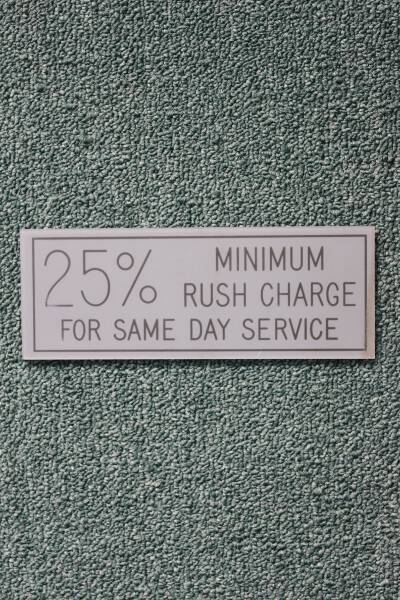 25% MINIMUM
RUSH CHARGE
FOR SAME DAY SERVICE